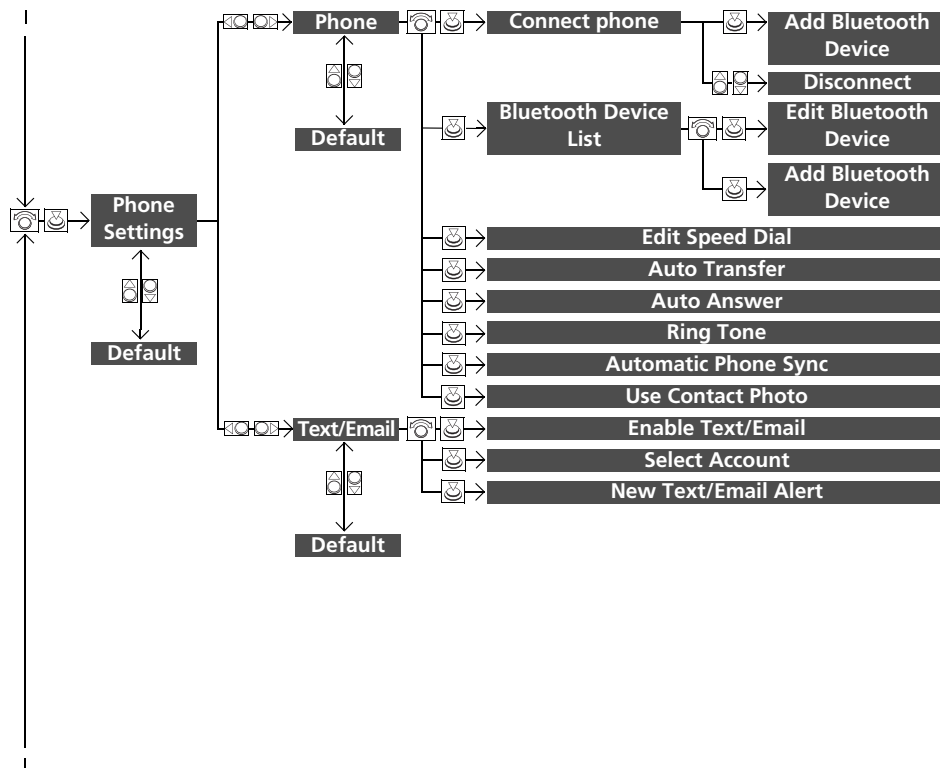 Phone
Connect phone
Add Bluetooth
Device
Disconnect
Default
Bluetooth Device
List
Edit Bluetooth
Device
Add Bluetooth
Device
Phone
Settings
Default
Edit Speed Dial
Auto Transfer
Auto Answer
Ring Tone
Automatic Phone Sync
Use Contact Photo
Text/Email
Enable Text/Email
Select Account
New Text/Email Alert
Default